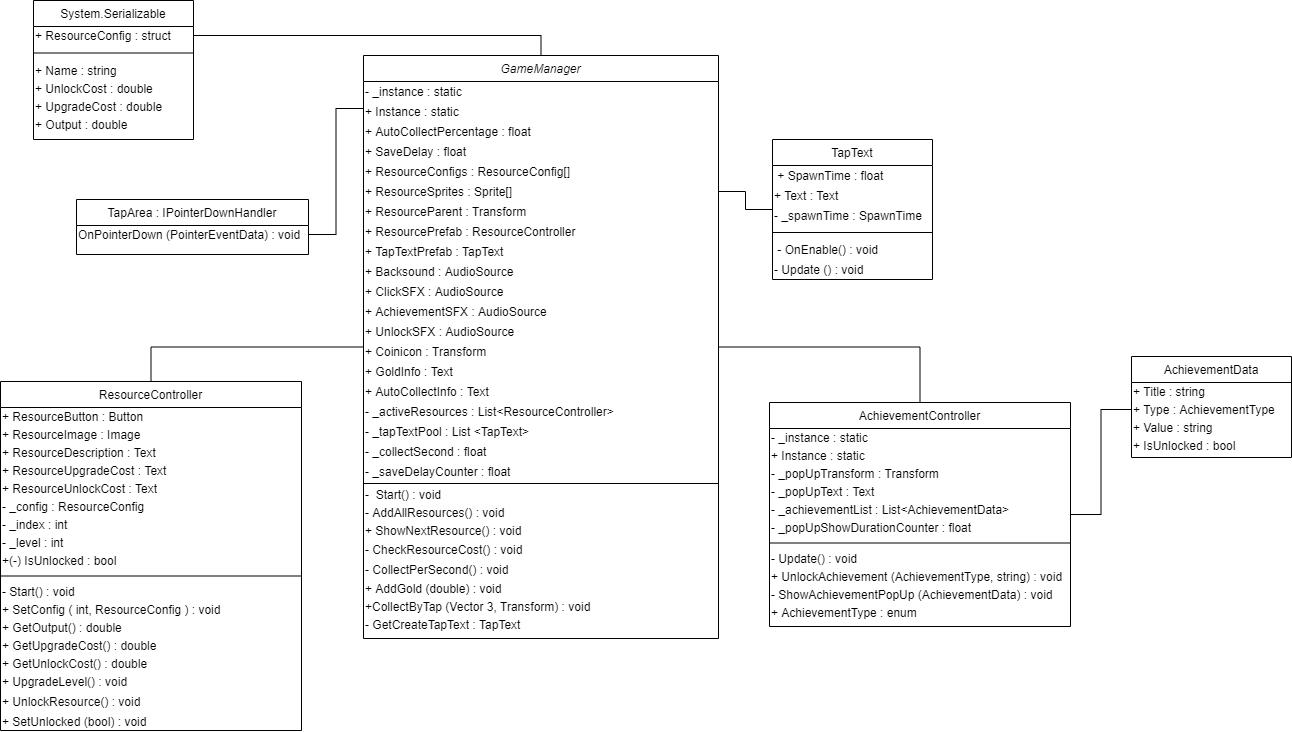 System.Serializable
+ ResourceConfig : struct
+ Name : string
+ UnlockCost : double
+ UpgradeCost : double
+ Output : double
GameManager
- _instance : static
+ Instance : static
+ AutoCollectPercentage : float
+ SaveDelay : float
+ ResourceConfigs : ResourceConfig[]
+ ResourceSprites : Sprite[]
+ ResourceParent : Transform
+ ResourcePrefab : ResourceController
+ TapTextPrefab : TapText
+ Backsound : AudioSource
+ ClickSFX : AudioSource
+ AchievementSFX : AudioSource
+ UnlockSFX : AudioSource
+ Coinicon : Transform
+ GoldInfo : Text
+ AutoCollectInfo : Text
- _activeResources : List<ResourceController>
- _tapTextPool : List <TapText>
- _collectSecond : float
- _saveDelayCounter : float
- Start() : void
- AddAllResources() : void
+ ShowNextResource() : void
- CheckResourceCost() : void
- CollectPerSecond() : void
+ AddGold (double) : void
+CollectByTap (Vector 3, Transform) : void
- GetCreateTapText : TapText
TapArea : IPointerDownHandler
OnPointerDown (PointerEventData) : void
TapText
+ SpawnTime : float
+ Text : Text
- _spawnTime : SpawnTime
- OnEnable() : void
- Update () : void
ResourceController
+ ResourceButton : Button
+ ResourceImage : Image
+ ResourceDescription : Text
+ ResourceUpgradeCost : Text
+ ResourceUnlockCost : Text
- _config : ResourceConfig
- _index : int
- _level : int
+(-) IsUnlocked : bool
- Start() : void
+ SetConfig ( int, ResourceConfig ) : void
+ GetOutput() : double
+ GetUpgradeCost() : double
+ GetUnlockCost() : double
+ UpgradeLevel() : void
+ UnlockResource() : void
+ SetUnlocked (bool) : void
AchievementController
- _instance : static
+ Instance : static
- _popUpTransform : Transform
- _popUpText : Text
- _achievementList : List<AchievementData>
- _popUpShowDurationCounter : float
- Update() : void
+ UnlockAchievement (AchievementType, string) : void
- ShowAchievementPopUp (AchievementData) : void
+ AchievementType : enum
AchievementData
+ Title : string
+ Type : AchievementType
+ Value : string
+ IsUnlocked : bool